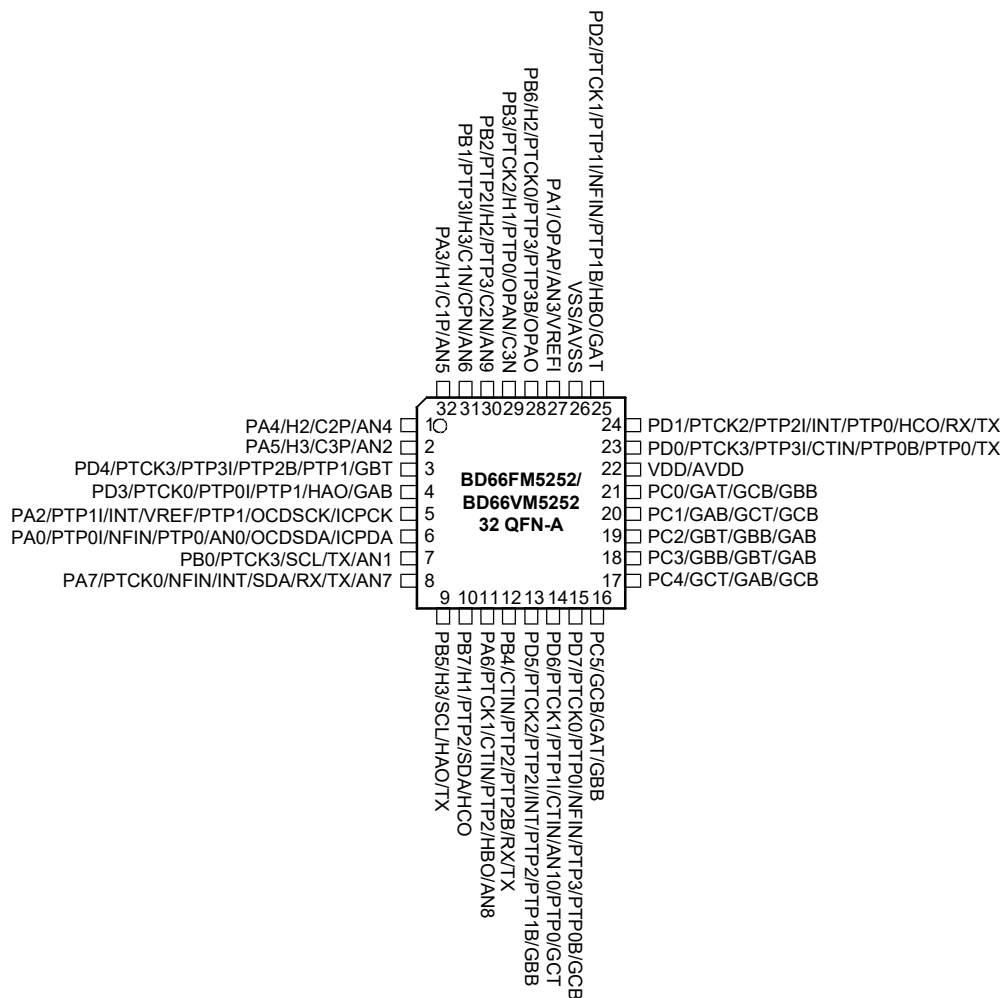 PD2/PTCK1/PTP1I/NFIN/PTP1B/HBO/GAT
VSS/AVSS
PA1/OPAP/AN3/VREFI
PB6/H2/PTCK0/PTP3/PTP3B/OPAO
PB3/PTCK2/H1/PTP0/OPAN/C3N
PB2/PTP2I/H2/PTP3/C2N/AN9
PB1/PTP3I/H3/C1N/CPN/AN6
PA3/H1/C1P/AN5
32 31 30 29 28 27 26 25
PA4/H2/C2P/AN4 1
PA5/H3/C3P/AN2 2
PD4/PTCK3/PTP3I/PTP2B/PTP1/GBT 3
PD3/PTCK0/PTP0I/PTP1/HAO/GAB 4
PA2/PTP1I/INT/VREF/PTP1/OCDSCK/ICPCK 5
PA0/PTP0I/NFIN/PTP0/AN0/OCDSDA/ICPDA 6
PB0/PTCK3/SCL/TX/AN1 7
PA7/PTCK0/NFIN/INT/SDA/RX/TX/AN7 8
BD66FM5252/
BD66VM5252
32 QFN-A
24 PD1/PTCK2/PTP2I/INT/PTP0/HCO/RX/TX
23 PD0/PTCK3/PTP3I/CTIN/PTP0B/PTP0/TX
22 VDD/AVDD
21 PC0/GAT/GCB/GBB
20 PC1/GAB/GCT/GCB
19 PC2/GBT/GBB/GAB
18 PC3/GBB/GBT/GAB
17 PC4/GCT/GAB/GCB
9 10 11 12 13 14 15 16
PB5/H3/SCL/HAO/TX
PB7/H1/PTP2/SDA/HCO
PA6/PTCK1/CTIN/PTP2/HBO/AN8
PB4/CTIN/PTP2/PTP2B/RX/TX
PD5/PTCK2/PTP2I/INT/PTP2/PTP1B/GBB
PD6/PTCK1/PTP1I/CTIN/AN10/PTP0/GCT
PD7/PTCK0/PTP0I/NFIN/PTP3/PTP0B/GCB
PC5/GCB/GAT/GBB